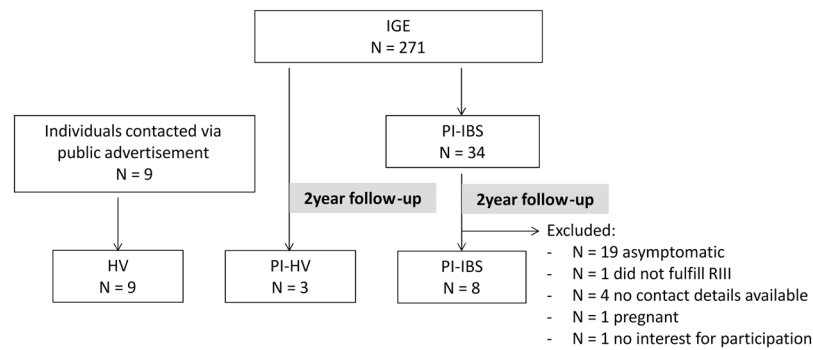 IGE
N = 271
Individuals contacted via
public advertisement
N = 9
PI-IBS
N = 34
2year follow-up
2year follow-up
Excluded:
- N = 19 asymptomatic
- N = 1 did not fulfill RIII
- N = 4 no contact details available
- N = 1 pregnant
- N = 1 no interest for participation
HV
N = 9
PI-HV
N = 3
PI-IBS
N = 8